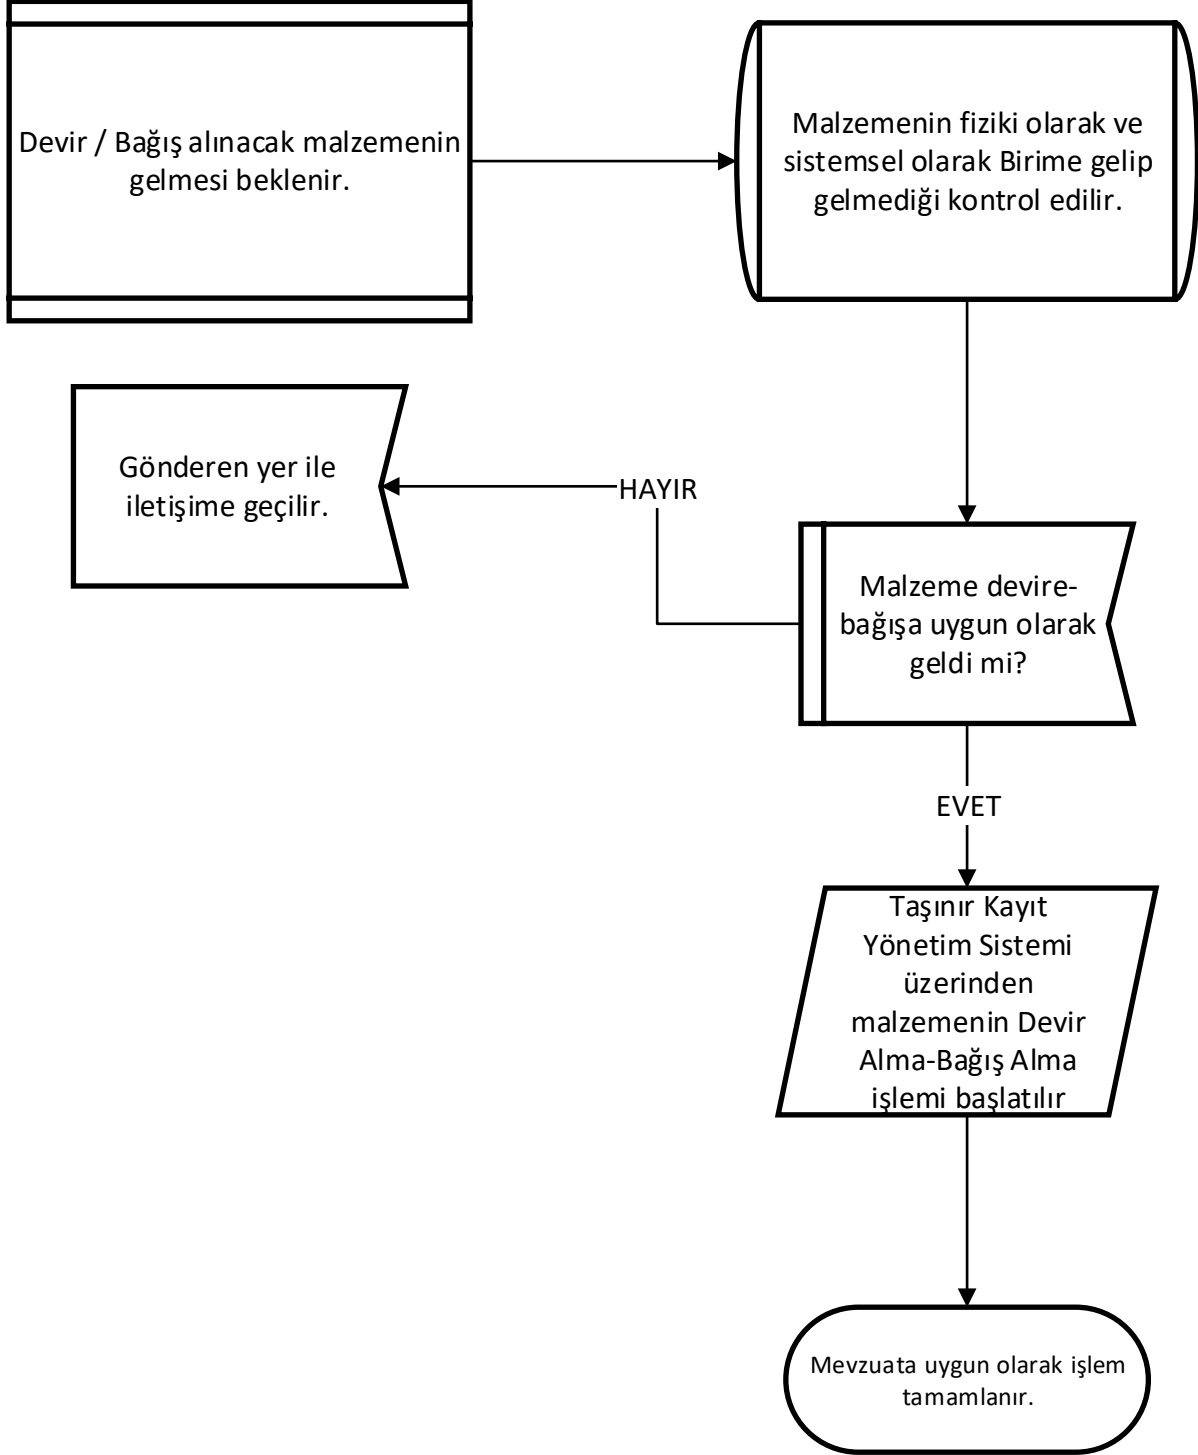 Devir / Bağış alınacak malzemenin
gelmesi beklenir.
Malzemenin fiziki olarak ve
sistemsel olarak Birime gelip
gelmediği kontrol edilir.
Gönderen yer ile
iletişime geçilir.
HAYIR
Malzeme devire-
bağışa uygun olarak
geldi mi?
EVET
Taşınır Kayıt
Yönetim Sistemi
üzerinden
malzemenin Devir
Alma-Bağış Alma
işlemi başlatılır
Mevzuata uygun olarak işlem
tamamlanır.